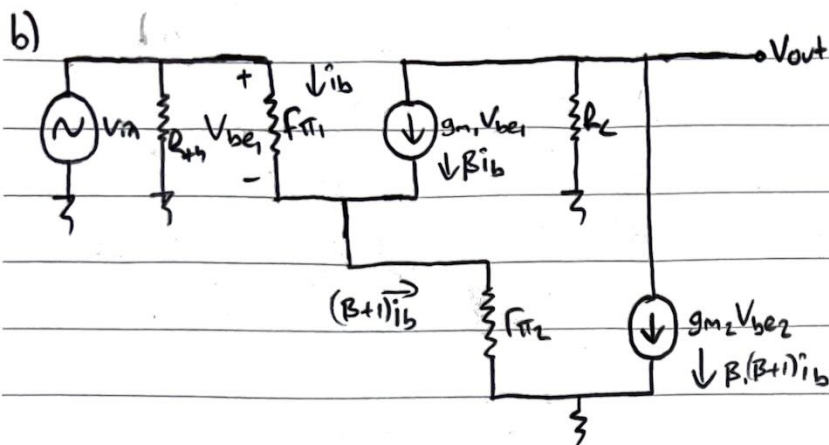 b)
Vout
+
↓ib
Vin
Rth
Vbe1
rπ1
gm1Vbe1
RC
↓βib
-
(β+1)ib
rπ2
gm2Vbe2
↓β.(β+1)ib